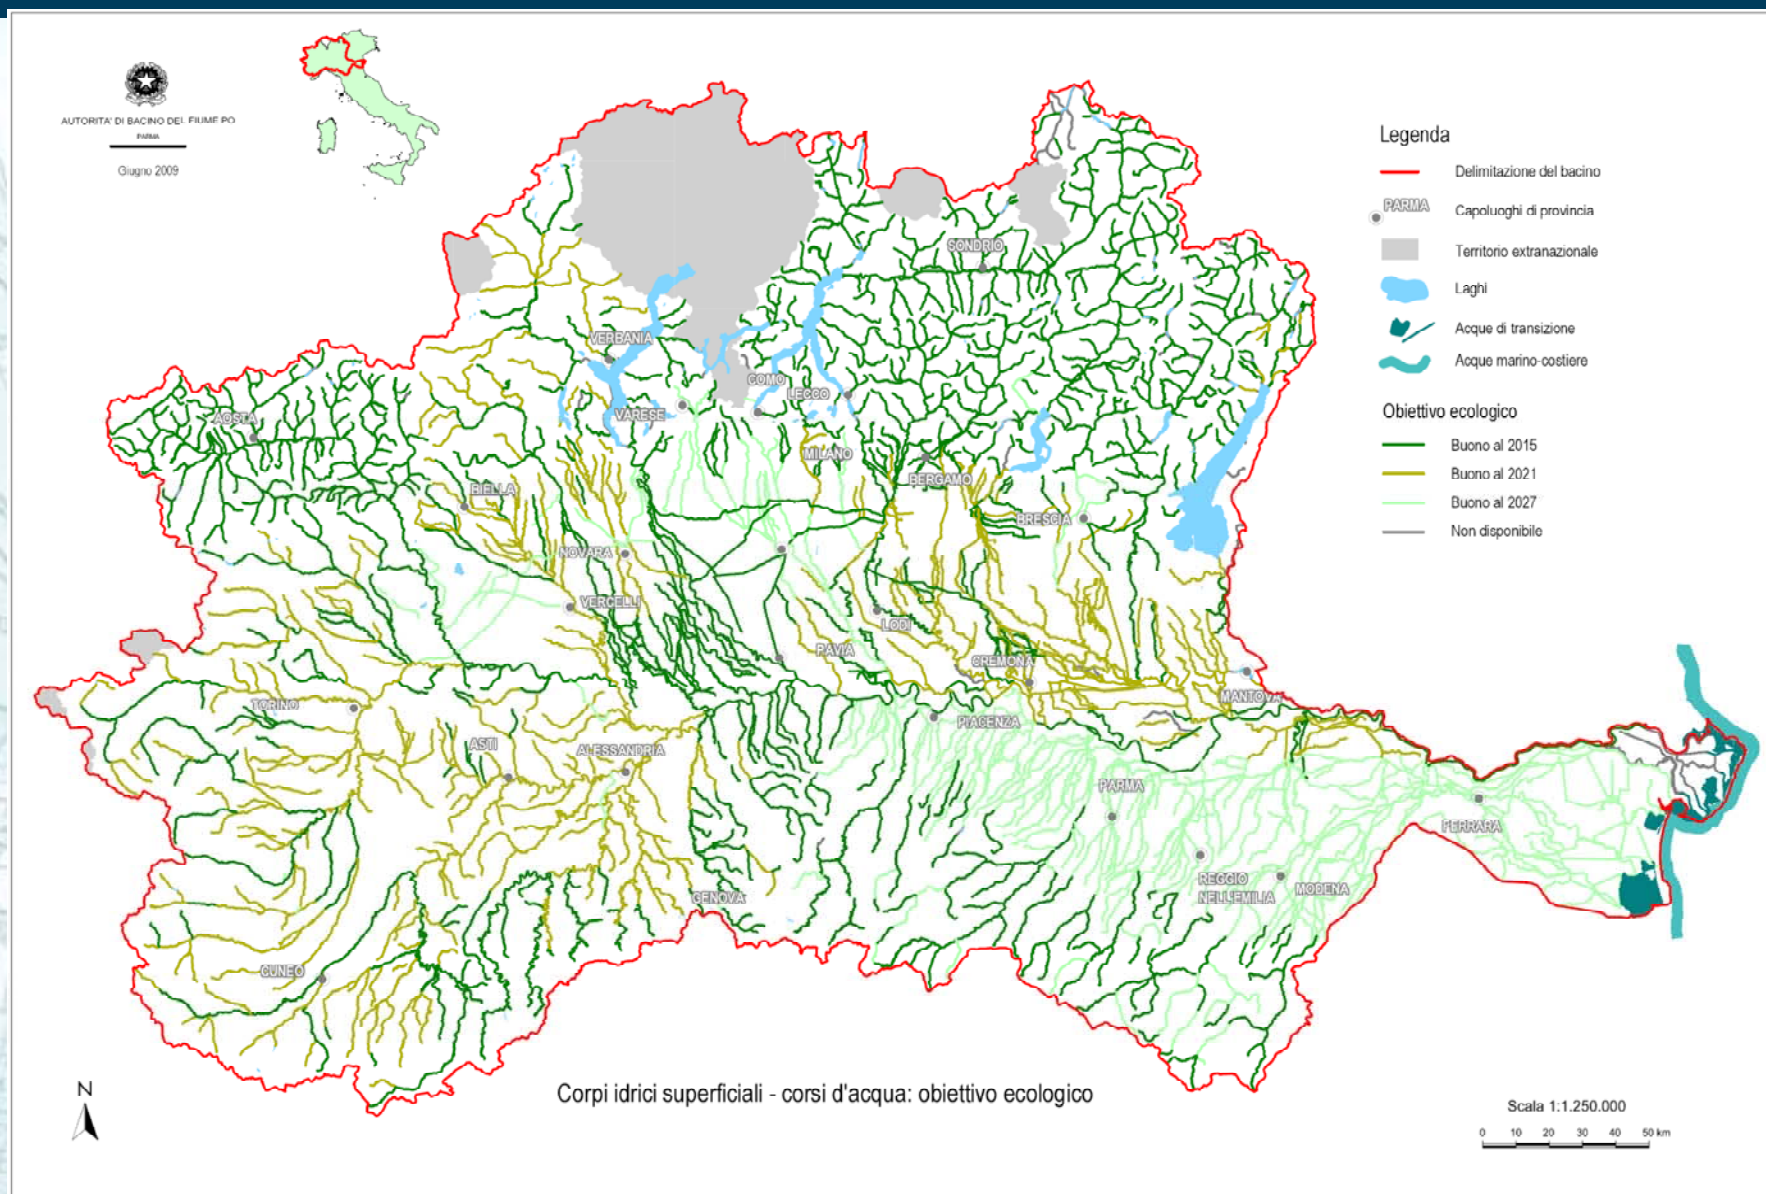 AUTORITA' DI BACINO DEL FIUME PO
PARMA
Giugno 2009
Legenda
Delimitazione del bacino
PARMA
Capoluoghi di provincia
Territorio extranazionale
Laghi
Acque di transizione
Acque marino-costiere
Obiettivo ecologico
Buono al 2015
Buono al 2021
Buono al 2027
Non disponibile
SONDRIO
VERBANIA
COMO
LECCO
VARESE
AOSTA
MILANO
BERGAMO
BIELLA
BRESCIA
NOVARA
VERCELLI
LODI
PAVIA
CREMONA
MANTOVA
TORINO
PIACENZA
ASTI
ALESSANDRIA
PARMA
FERRARA
REGGIO
NELL'EMILIA
MODENA
GENOVA
CUNEO
N
Corpi idrici superficiali - corsi d'acqua: obiettivo ecologico
Scala 1:1.250.000
0 10 20 30 40 50 km